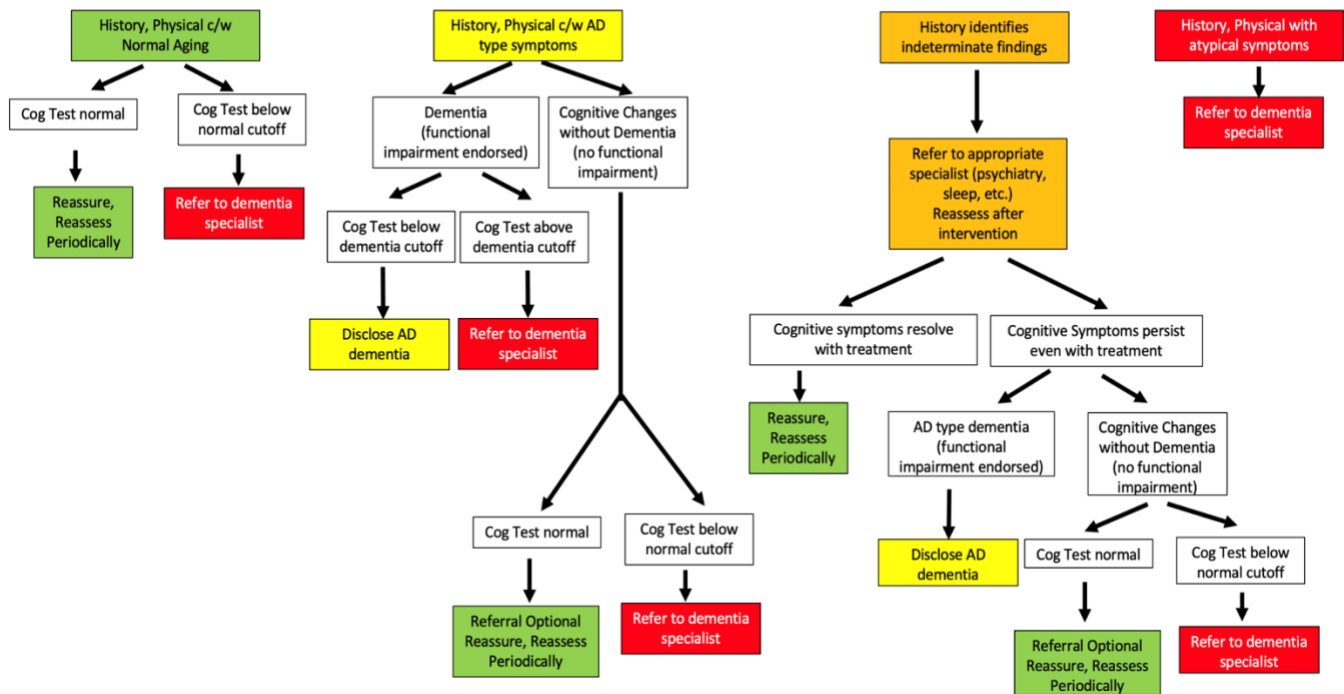 History, Physical c/w
Normal Aging
Cog Test normal
Cog Test below
normal cutoff
Reassure,
Reassess
Periodically
Refer to dementia
specialist
History, Physical c/w AD
type symptoms
Dementia
(functional
impairment endorsed)
Cognitive Changes
without Dementia
(no functional
impairment)
Cog Test below
dementia cutoff
Cog Test above
dementia cutoff
Disclose AD
dementia
Refer to dementia
specialist
Cog Test normal
Cog Test below
normal cutoff
Referral Optional
Reassure, Reassess
Periodically
Refer to dementia
specialist
History identifies
indeterminate findings
Refer to appropriate
specialist (psychiatry,
sleep, etc.)
Reassess after
intervention
Cognitive symptoms resolve
with treatment
Cognitive Symptoms persist
even with treatment
Reassure,
Reassess
Periodically
AD type dementia
(functional
impairment endorsed)
Cognitive Changes
without Dementia
(no functional
impairment)
Disclose AD
dementia
Cog Test normal
Cog Test below
normal cutoff
Referral Optional
Reassure, Reassess
Periodically
Refer to dementia
specialist
History, Physical with
atypical symptoms
Refer to dementia
specialist